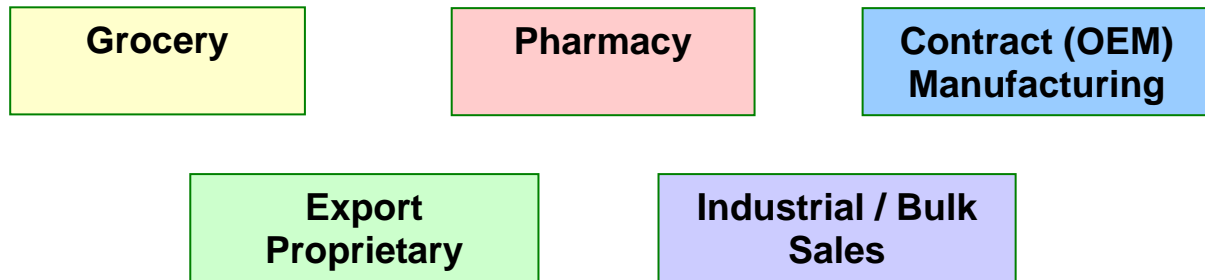 Grocery
Pharmacy
Contract (OEM)
Manufacturing
Export
Proprietary
Industrial / Bulk
Sales